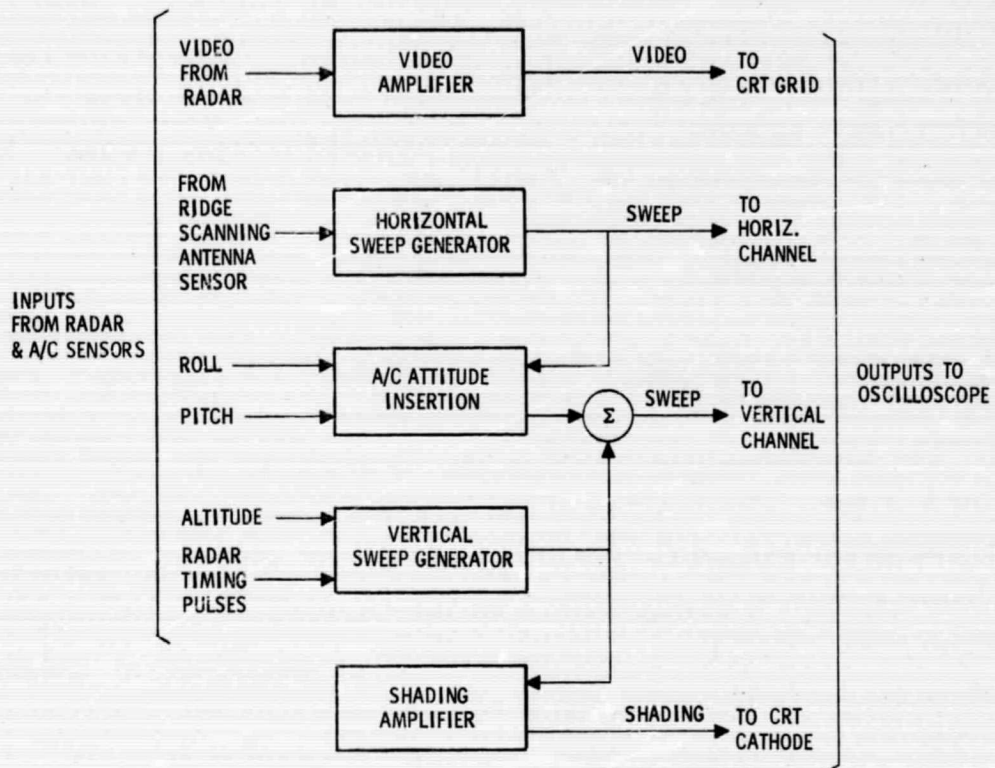 VIDEO
FROM
RADAR
VIDEO
AMPLIFIER
VIDEO
TO
CRT GRID
FROM
RIDGE
SCANNING
ANTENNA
SENSOR
HORIZONTAL
SWEEP GENERATOR
SWEEP
TO
HORIZ.
CHANNEL
INPUTS
FROM RADAR
& A/C SENSORS
ROLL
PITCH
A/C ATTITUDE
INSERTION
Σ
SWEEP
TO
VERTICAL
CHANNEL
OUTPUTS TO
OSCILLOSCOPE
ALTITUDE
RADAR
TIMING
PULSES
VERTICAL
SWEEP GENERATOR
SHADING
AMPLIFIER
SHADING
TO CRT
CATHODE